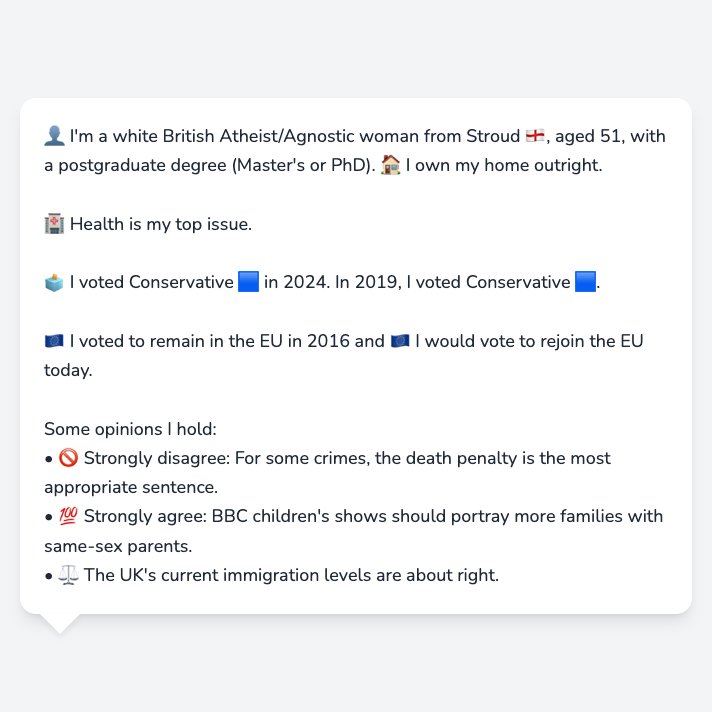 👤 I'm a white British Atheist/Agnostic woman from Stroud 🏴󠁧󠁢󠁥󠁮󠁧󠁿, aged 51, with
a postgraduate degree (Master's or PhD). 🏠 I own my home outright.
🏥 Health is my top issue.
🗳️ I voted Conservative 🟦 in 2024. In 2019, I voted Conservative 🟦.
🇪🇺 I voted to remain in the EU in 2016 and 🇪🇺 I would vote to rejoin the EU
today.
Some opinions I hold:
• 🚫 Strongly disagree: For some crimes, the death penalty is the most
appropriate sentence.
• 💯 Strongly agree: BBC children's shows should portray more families with
same-sex parents.
• ⚖️ The UK's current immigration levels are about right.